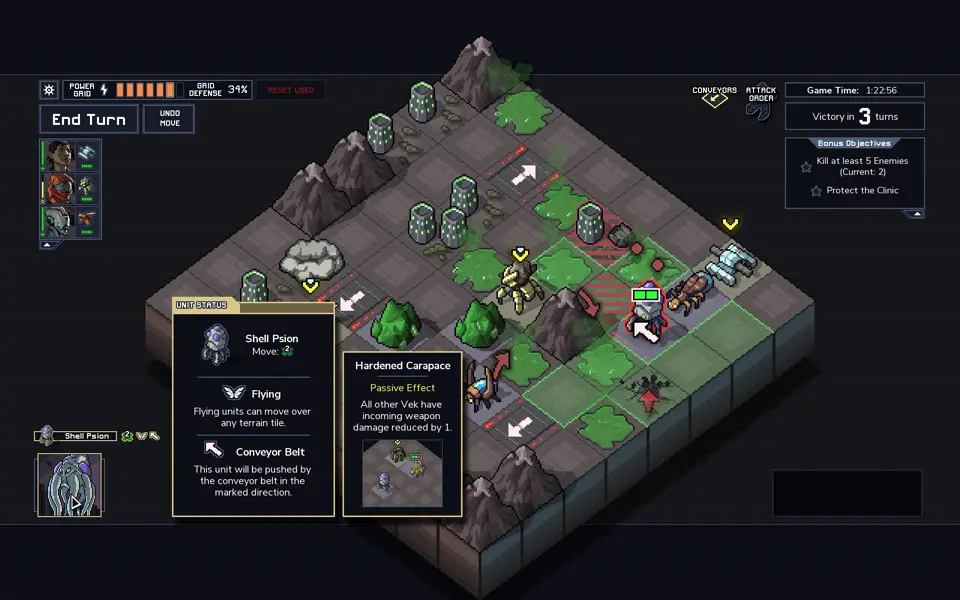 POWER GRID
GRID DEFENSE 34%
RESET USED
End Turn
UNDO MOVE
CONVEYORS
ATTACK ORDER
Game Time: 1:22:56
Victory in 3 turns
Bonus Objectives
Kill at least 5 Enemies
(Current: 2)
Protect the Clinic
UNIT STATUS
Shell Psion
Move: 2
Flying
Flying units can move over
any terrain tile.
Conveyor Belt
This unit will be pushed by
the conveyor belt in the
marked direction.
Hardened Carapace
Passive Effect
All other Vek have
incoming weapon
damage reduced by 1.
Shell Psion
2